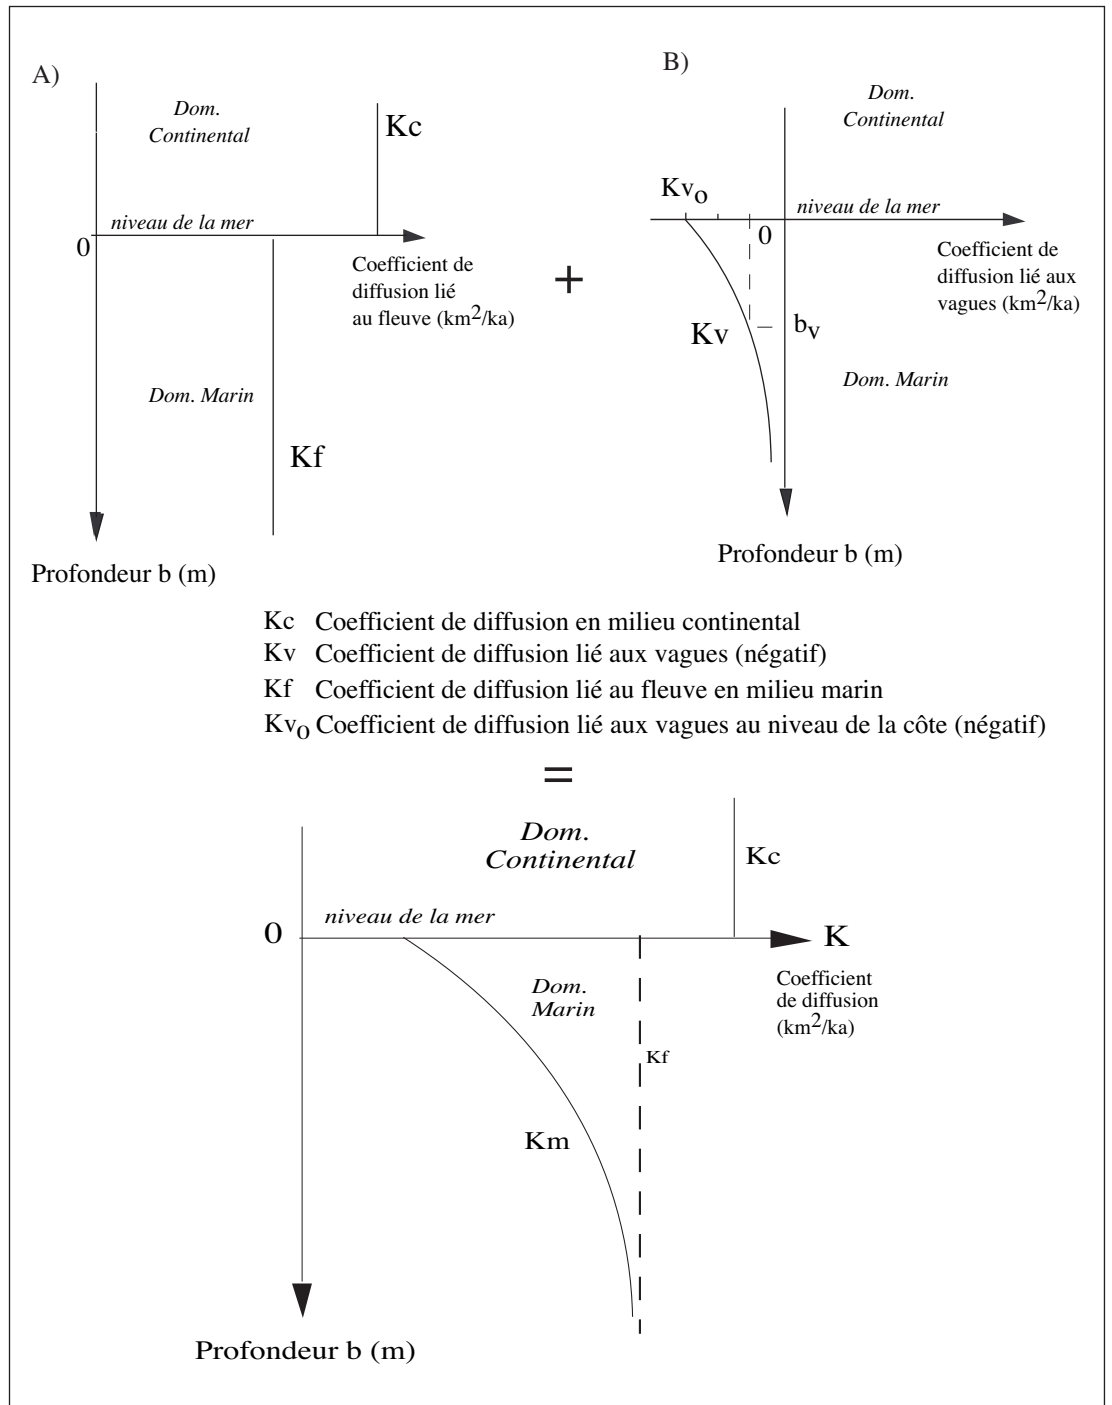 A)
Dom.
Continental
Kc
niveau de la mer
0
Coefficient de
diffusion lié
au fleuve (km2/ka)
Dom. Marin
Kf
Profondeur b (m)
+
B)
Dom.
Continental
Kvo
niveau de la mer
0
Coefficient de
diffusion lié aux
vagues (km2/ka)
Kv
bv
Dom. Marin
Profondeur b (m)
Kc Coefficient de diffusion en milieu continental
Kv Coefficient de diffusion lié aux vagues (négatif)
Kf Coefficient de diffusion lié au fleuve en milieu marin
Kvo Coefficient de diffusion lié aux vagues au niveau de la côte (négatif)
=
Dom.
Continental
Kc
niveau de la mer
0
K
Coefficient
de diffusion
(km2/ka)
Dom.
Marin
Kf
Km
Profondeur b (m)